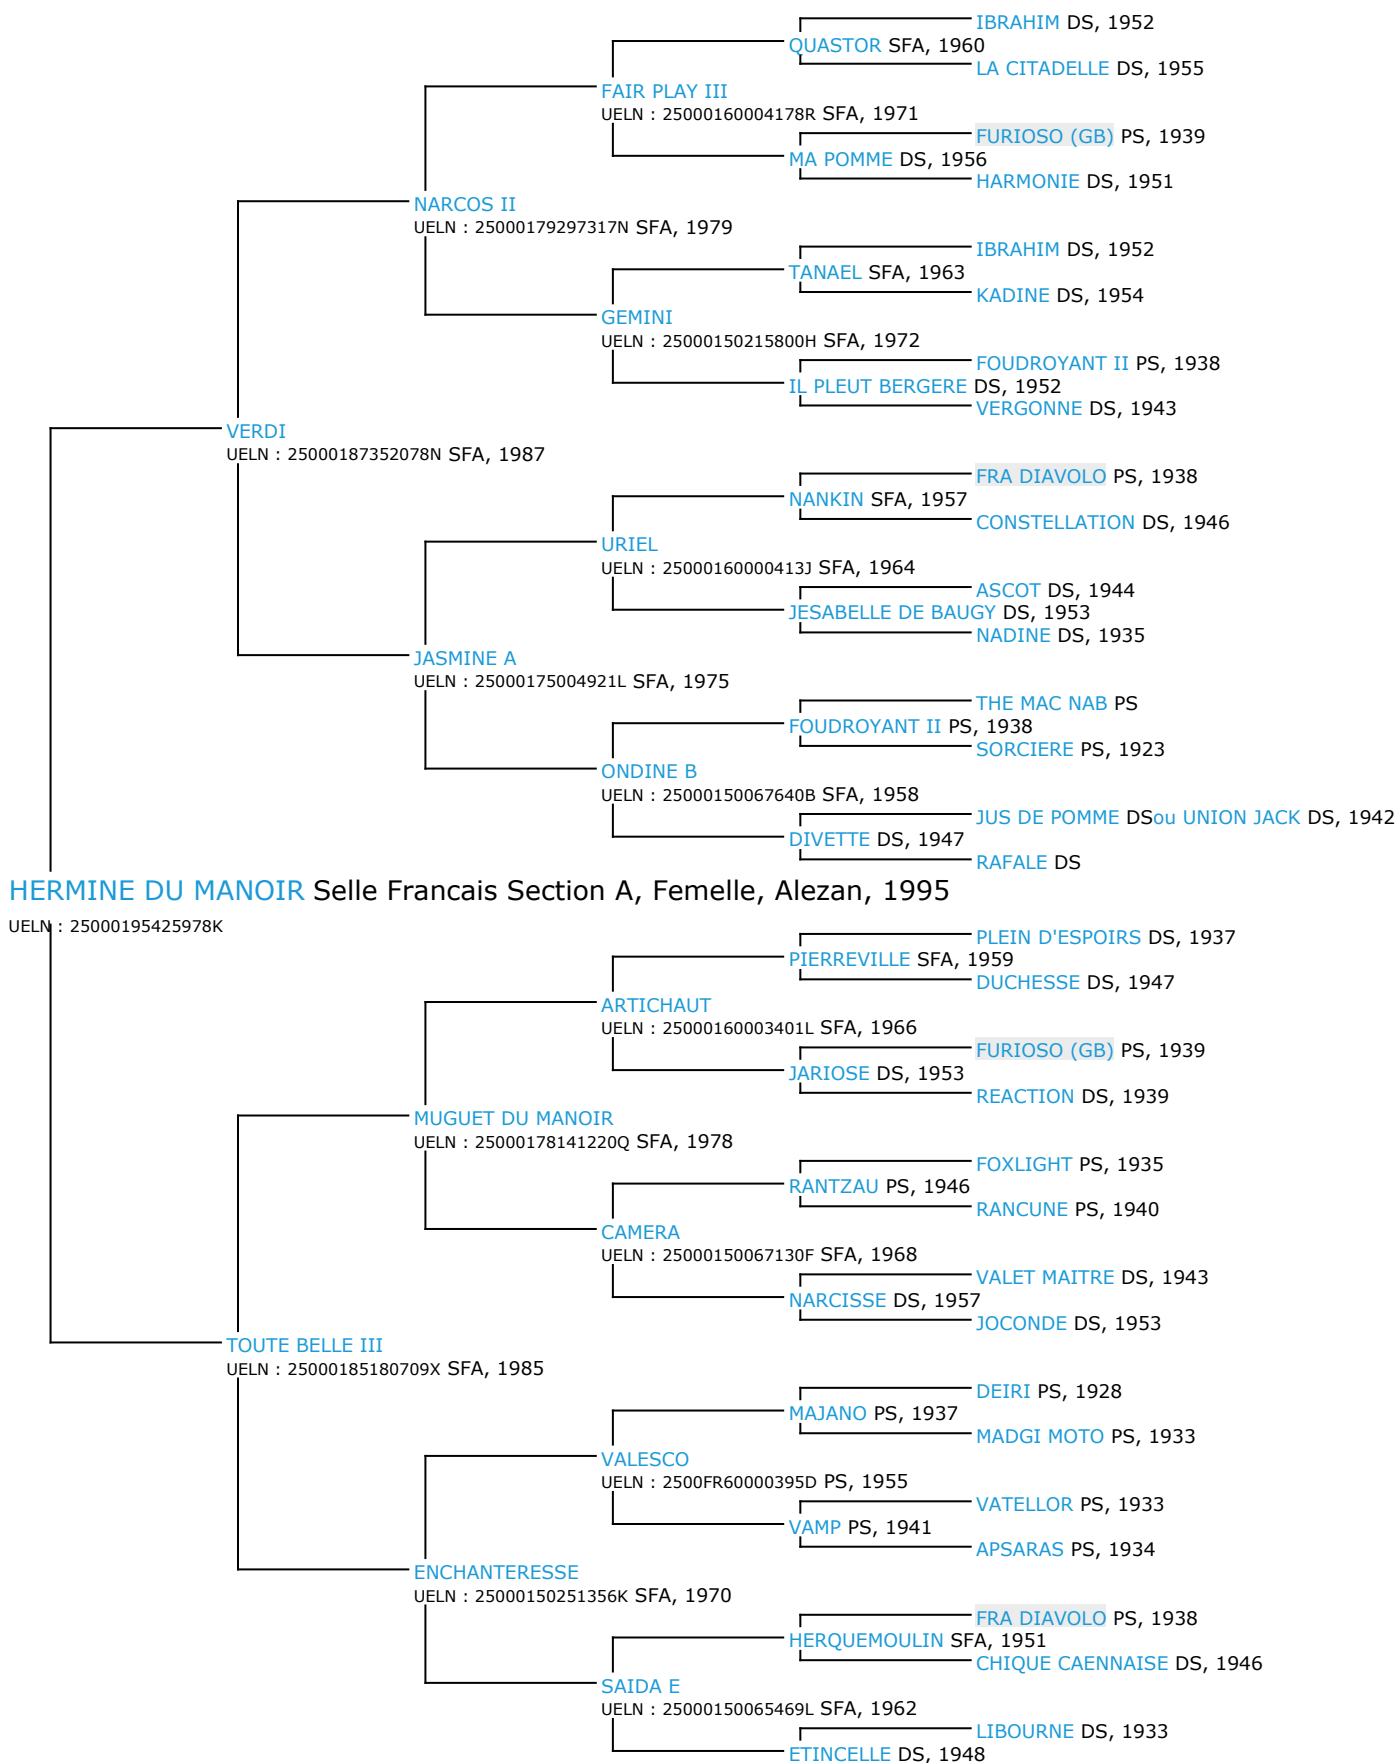 IBRAHIM DS, 1952
QUASTOR SFA, 1960
LA CITADELLE DS, 1955
FAIR PLAY III
UELN : 25000160004178R SFA, 1971
FURIOSO (GB) PS, 1939
MA POMME DS, 1956
HARMONIE DS, 1951
NARCOS II
UELN : 25000179297317N SFA, 1979
IBRAHIM DS, 1952
TANAEL SFA, 1963
KADINE DS, 1954
GEMINI
UELN : 25000150215800H SFA, 1972
FOUDROYANT II PS, 1938
IL PLEUT BERGERE DS, 1952
VERGONNE DS, 1943
VERDI
UELN : 25000187352078N SFA, 1987
FRA DIAVOLO PS, 1938
NANKIN SFA, 1957
CONSTELLATION DS, 1946
URIEL
UELN : 25000160000413J SFA, 1964
ASCOT DS, 1944
JESABELLE DE BAUGY DS, 1953
NADINE DS, 1935
JASMINE A
UELN : 25000175004921L SFA, 1975
THE MAC NAB PS
FOUDROYANT II PS, 1938
SORCIERE PS, 1923
ONDINE B
UELN : 25000150067640B SFA, 1958
JUS DE POMME DSou UNION JACK DS, 1942
DIVETTE DS, 1947
RAFALE DS
HERMINE DU MANOIR Selle Francais Section A, Femelle, Alezan, 1995
UELN : 25000195425978K
PLEIN D'ESPOIRS DS, 1937
PIERREVILLE SFA, 1959
DUCHESSE DS, 1947
ARTICHAUT
UELN : 25000160003401L SFA, 1966
FURIOSO (GB) PS, 1939
JARIOSE DS, 1953
REACTION DS, 1939
MUGUET DU MANOIR
UELN : 25000178141220Q SFA, 1978
FOXLIGHT PS, 1935
RANTZAU PS, 1946
RANCUNE PS, 1940
CAMERA
UELN : 25000150067130F SFA, 1968
VALET MAITRE DS, 1943
NARCISSE DS, 1957
JOCONDE DS, 1953
TOUTE BELLE III
UELN : 25000185180709X SFA, 1985
DEIRI PS, 1928
MAJANO PS, 1937
MADGI MOTO PS, 1933
VALESCO
UELN : 2500FR60000395D PS, 1955
VATELLOR PS, 1933
VAMP PS, 1941
APSARAS PS, 1934
ENCHANTERESSE
UELN : 25000150251356K SFA, 1970
FRA DIAVOLO PS, 1938
HERQUEMOULIN SFA, 1951
CHIQUE CAENNAISE DS, 1946
SAIDA E
UELN : 25000150065469L SFA, 1962
LIBOURNE DS, 1933
ETINCELLE DS, 1948